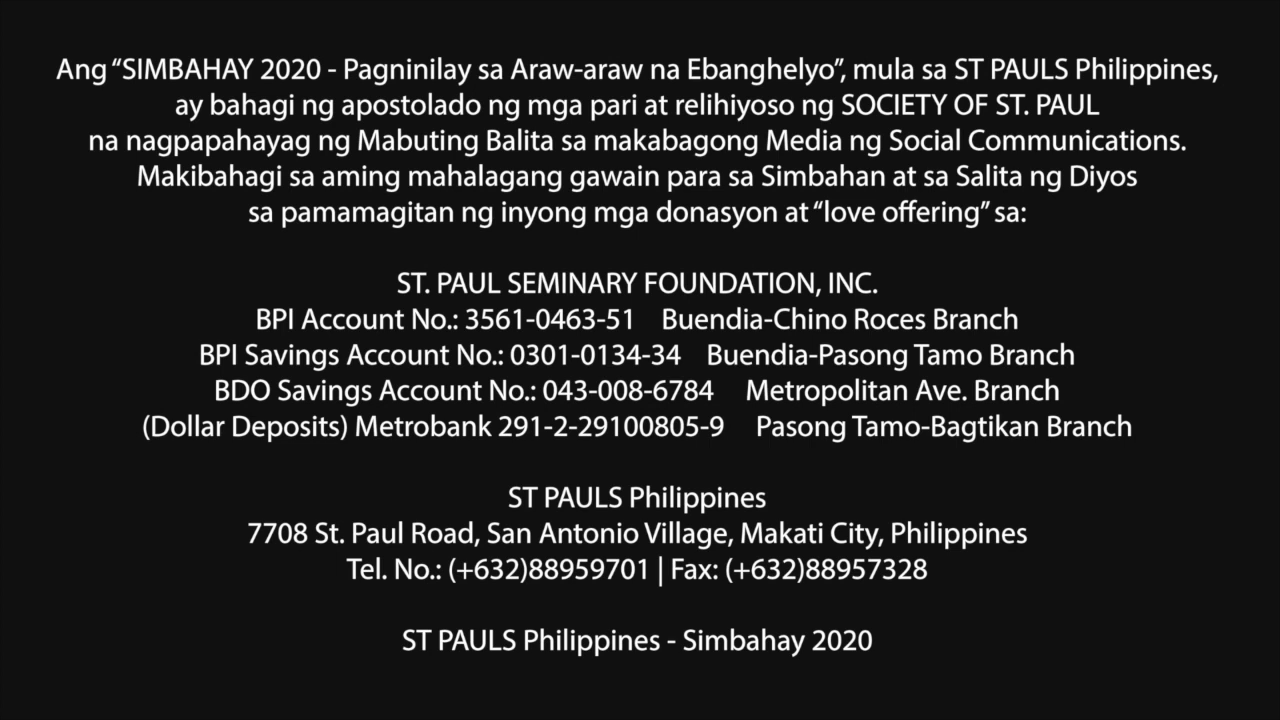 Ang “SIMBAHAY 2020 - Pagninilay sa Araw-araw na Ebanghelyo”, mula sa ST PAULS Philippines,
ay bahagi ng apostolado ng mga pari at relihiyoso ng SOCIETY OF ST. PAUL
na nagpapahayag ng Mabuting Balita sa makabagong Media ng Social Communications.
Makibahagi sa aming mahalagang gawain para sa Simbahan at sa Salita ng Diyos
sa pamamagitan ng inyong mga donasyon at “love offering” sa:
ST. PAUL SEMINARY FOUNDATION, INC.
BPI Account No.: 3561-0463-51 Buendia-Chino Roces Branch
BPI Savings Account No.: 0301-0134-34 Buendia-Pasong Tamo Branch
BDO Savings Account No.: 043-008-6784 Metropolitan Ave. Branch
(Dollar Deposits) Metrobank 291-2-29100805-9 Pasong Tamo-Bagtikan Branch
ST PAULS Philippines
7708 St. Paul Road, San Antonio Village, Makati City, Philippines
Tel. No.: (+632)88959701 | Fax: (+632)88957328
ST PAULS Philippines - Simbahay 2020